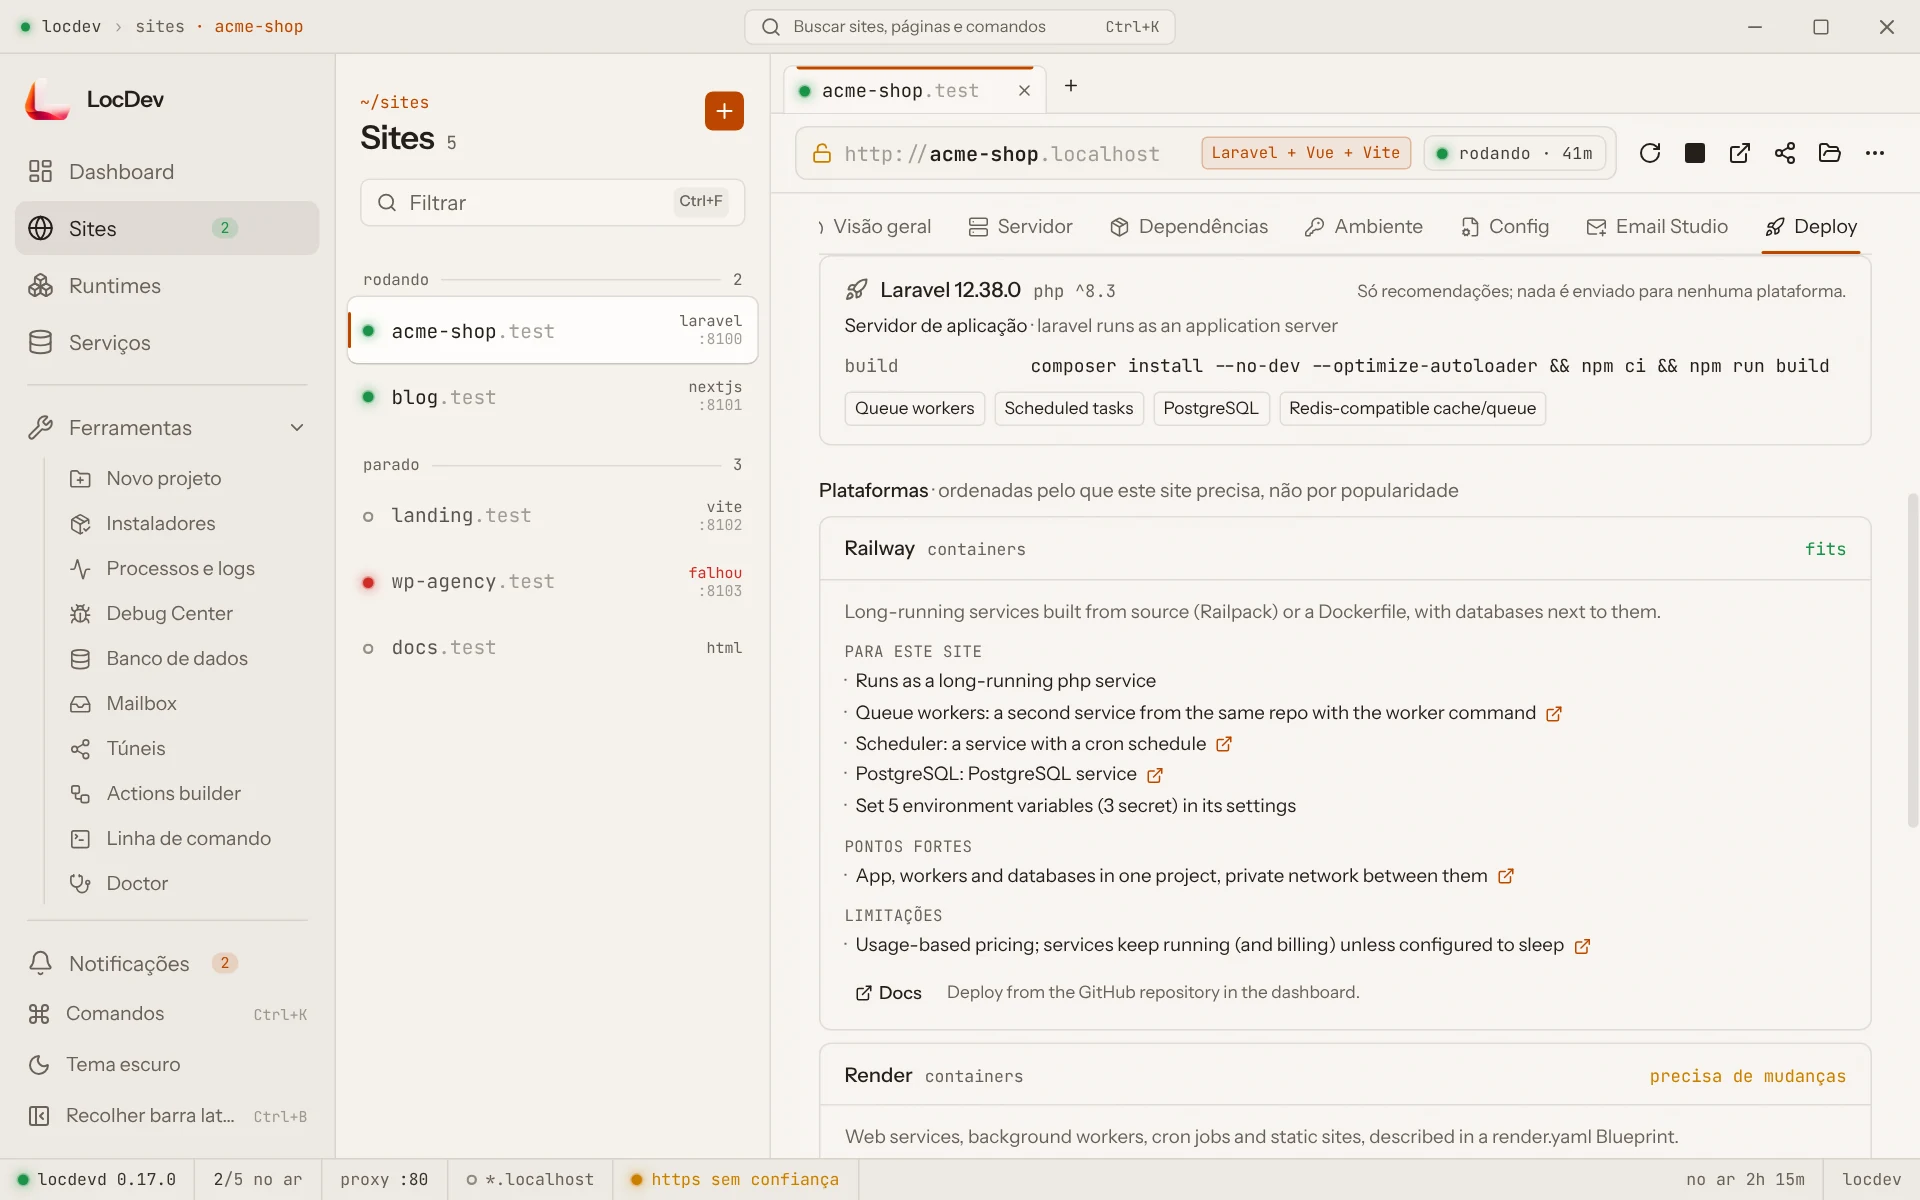 locdev › sites · acme-shop
Buscar sites, páginas e comandos Ctrl+K
LocDev
Dashboard
Sites 2
Runtimes
Serviços
Ferramentas
Novo projeto
Instaladores
Processos e logs
Debug Center
Banco de dados
Mailbox
Túneis
Actions builder
Linha de comando
Doctor
Notificações 2
Comandos Ctrl+K
Tema escuro
Recolher barra lat... Ctrl+B
~/sites
Sites 5
Filtrar Ctrl+F
rodando 2
acme-shop.test laravel :8100
blog.test nextjs :8101
parado 3
landing.test vite :8102
wp-agency.test falhou :8103
docs.test html
acme-shop.test
http://acme-shop.localhost Laravel + Vue + Vite rodando · 41m
Visão geral Servidor Dependências Ambiente Config Email Studio Deploy
Laravel 12.38.0 php ^8.3 Só recomendações; nada é enviado para nenhuma plataforma.
Servidor de aplicação · laravel runs as an application server
build composer install --no-dev --optimize-autoloader && npm ci && npm run build
Queue workers Scheduled tasks PostgreSQL Redis-compatible cache/queue
Plataformas · ordenadas pelo que este site precisa, não por popularidade
Railway containers fits
Long-running services built from source (Railpack) or a Dockerfile, with databases next to them.
PARA ESTE SITE
· Runs as a long-running php service
· Queue workers: a second service from the same repo with the worker command
· Scheduler: a service with a cron schedule
· PostgreSQL: PostgreSQL service
· Set 5 environment variables (3 secret) in its settings
PONTOS FORTES
· App, workers and databases in one project, private network between them
LIMITAÇÕES
· Usage-based pricing; services keep running (and billing) unless configured to sleep
Docs Deploy from the GitHub repository in the dashboard.
Render containers precisa de mudanças
Web services, background workers, cron jobs and static sites, described in a render.yaml Blueprint.
locdevd 0.17.0 2/5 no ar proxy :80 *.localhost https sem confiança no ar 2h 15m locdev